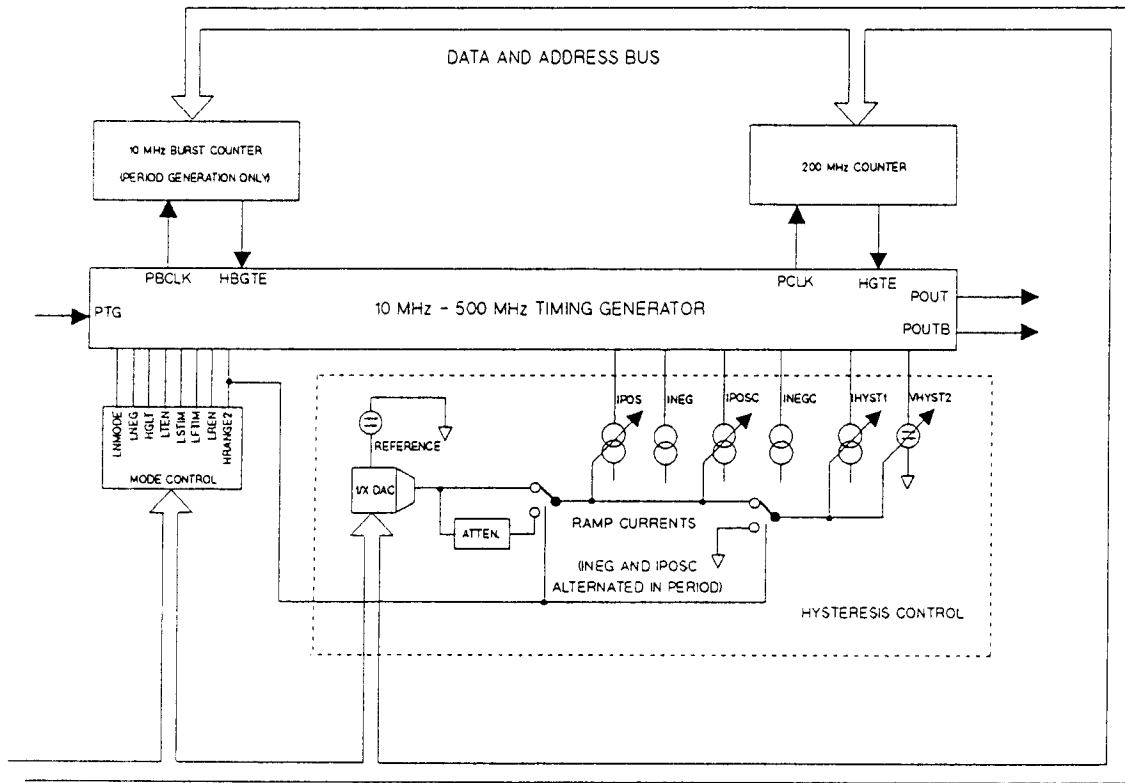 DATA AND ADDRESS BUS
10 MHz BURST COUNTER
(PERIOD GENERATION ONLY)
200 MHz COUNTER
PBCLK
HBGTE
PCLK
HGTE
PTG
10 MHz - 500 MHz TIMING GENERATOR
POUT
POUTB
LNMODE
LNEG
HGLT
LTEN
LSTIM
LFTIM
LREN
HRANGE2
MODE CONTROL
IPOS
INEG
IPOSC
INEGC
IHYST1
VHYST2
REFERENCE
1/X DAC
ATTEN.
RAMP CURRENTS
(INEG AND IPOSC
ALTERNATED IN PERIOD)
HYSTERESIS CONTROL